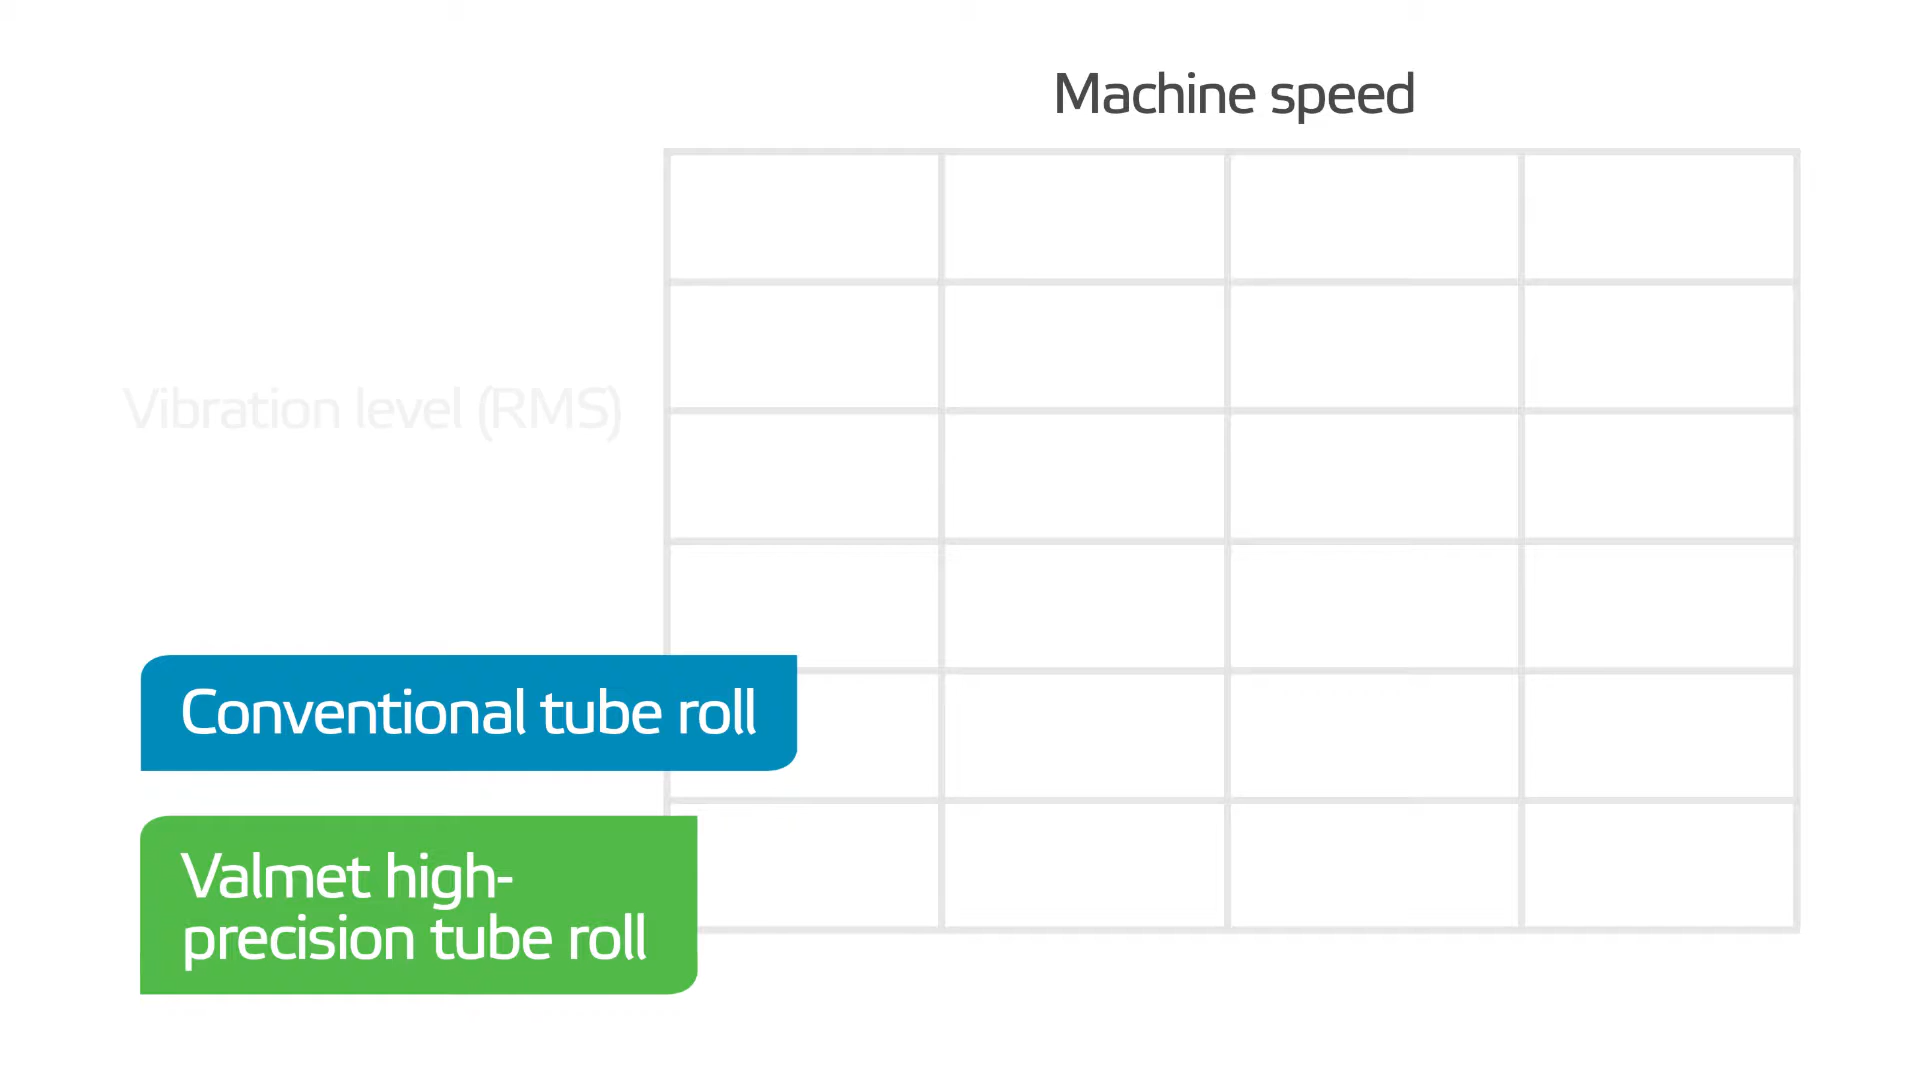 Machine speed
Vibration level (RMS)
Conventional tube roll
Valmet high-
precision tube roll